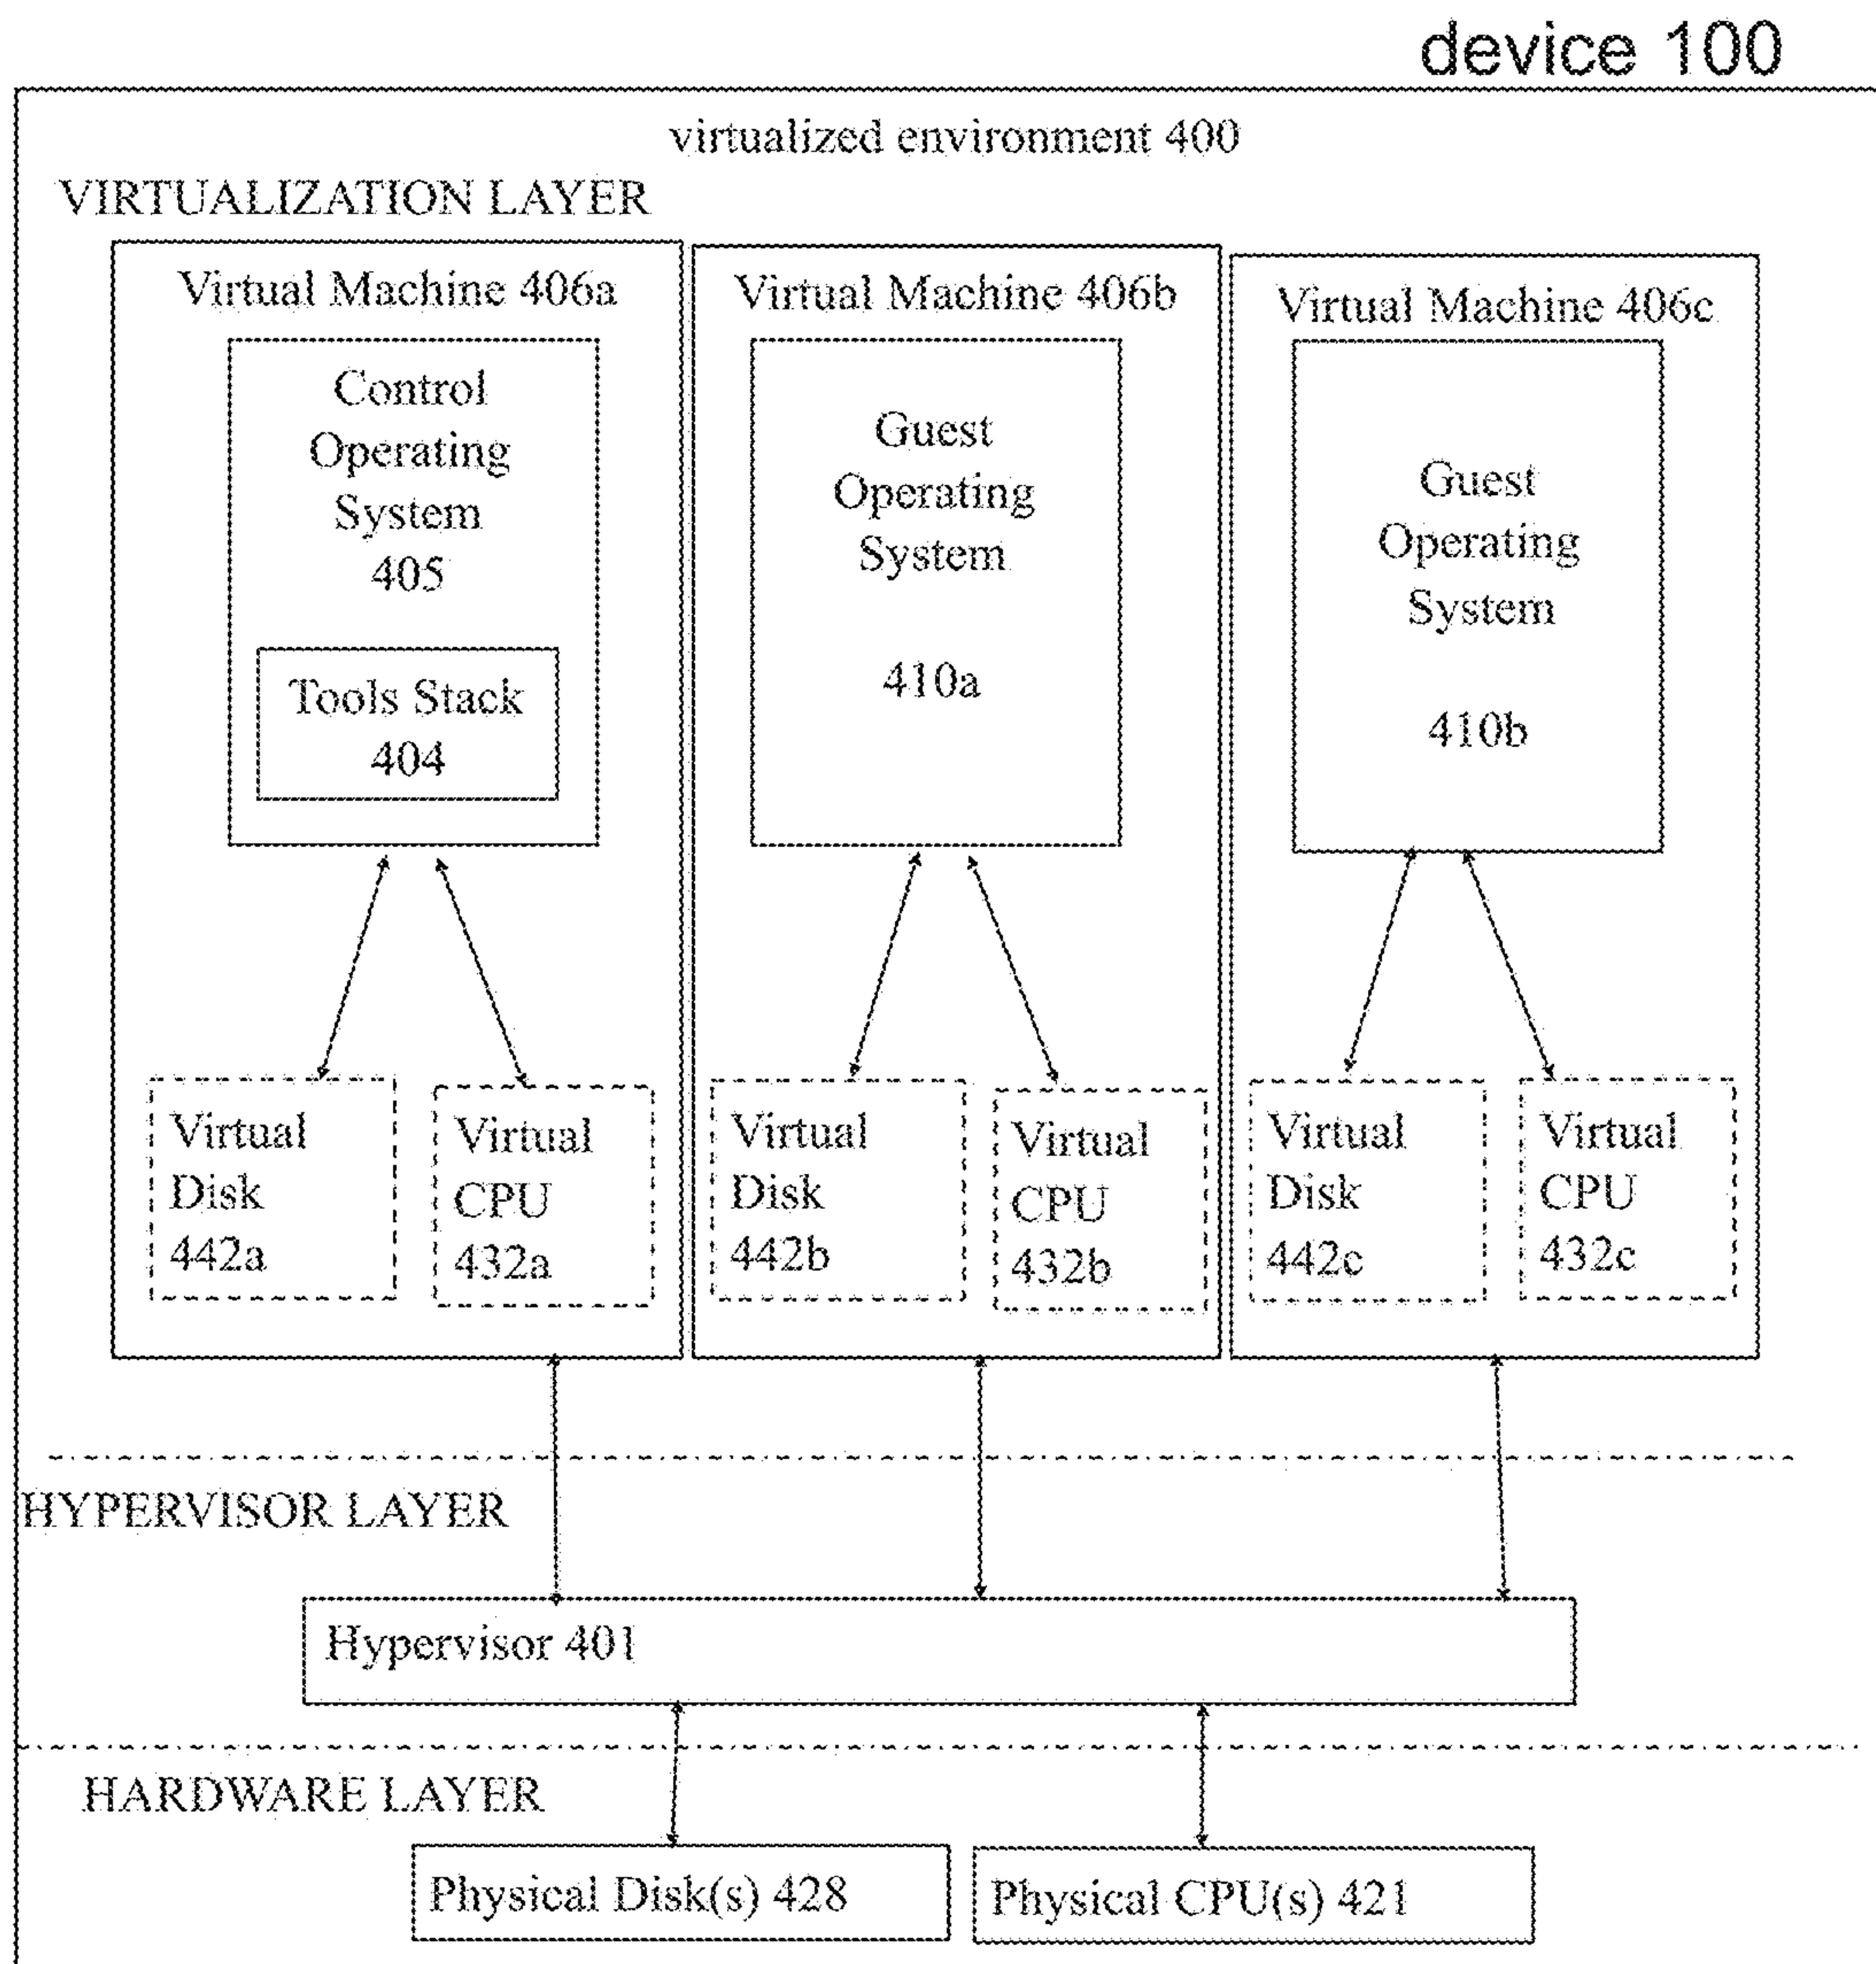 device 100
virtualized environment 400
VIRTUALIZATION LAYER
Virtual Machine 406a
Control
Operating
System
405
Tools Stack
404
Virtual
Disk
442a
Virtual
CPU
432a
Virtual Machine 406b
Guest
Operating
System
410a
Virtual
Disk
442b
Virtual
CPU
432b
Virtual Machine 406c
Guest
Operating
System
410b
Virtual
Disk
442c
Virtual
CPU
432c
HYPERVISOR LAYER
Hypervisor 401
HARDWARE LAYER
Physical Disk(s) 428
Physical CPU(s) 421